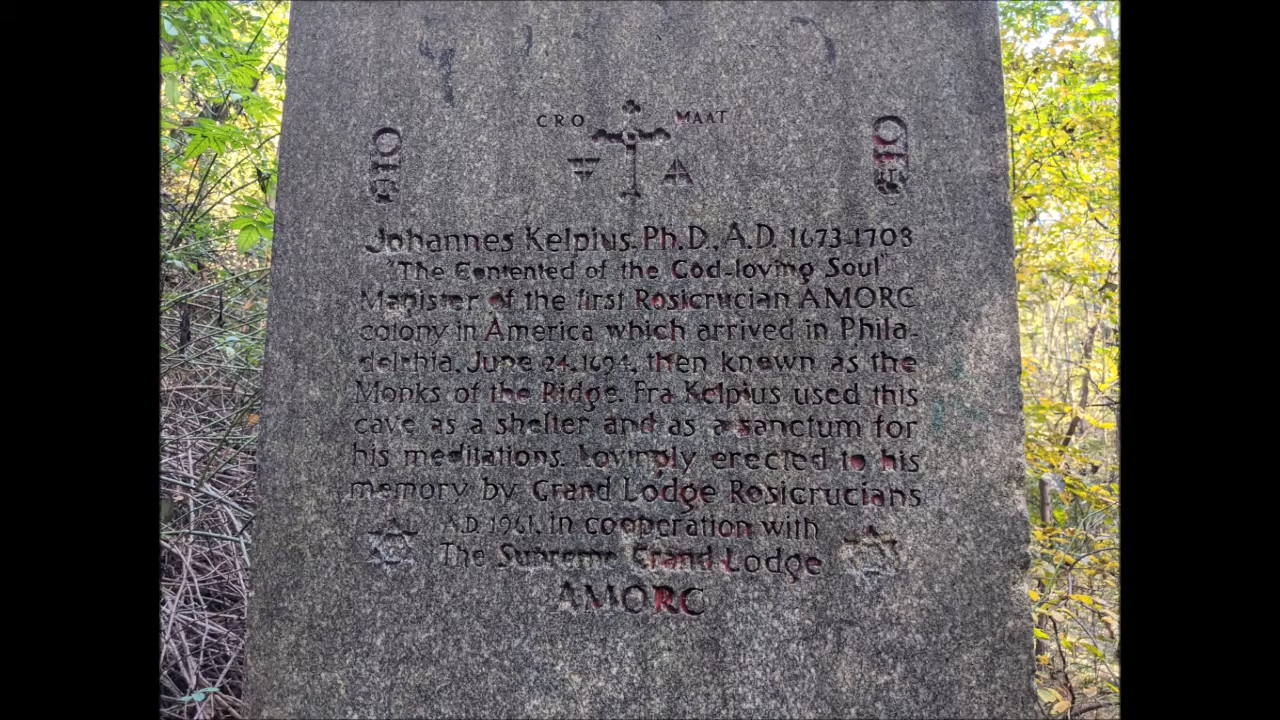 CRO MAAT
Johannes Kelpius, Ph.D., A.D. 1673-1708
"The Contented of the God-loving Soul"
Magister of the first Rosicrucian AMORC
colony in America which arrived in Phila-
delphia, June 24, 1694, then known as the
Monks of the Ridge. Fra Kelpius used this
cave as a shelter and as a sanctum for
his meditations. Lovingly erected to his
memory by Grand Lodge Rosicrucians
A.D. 1961, in cooperation with
The Supreme Grand Lodge
AMORC